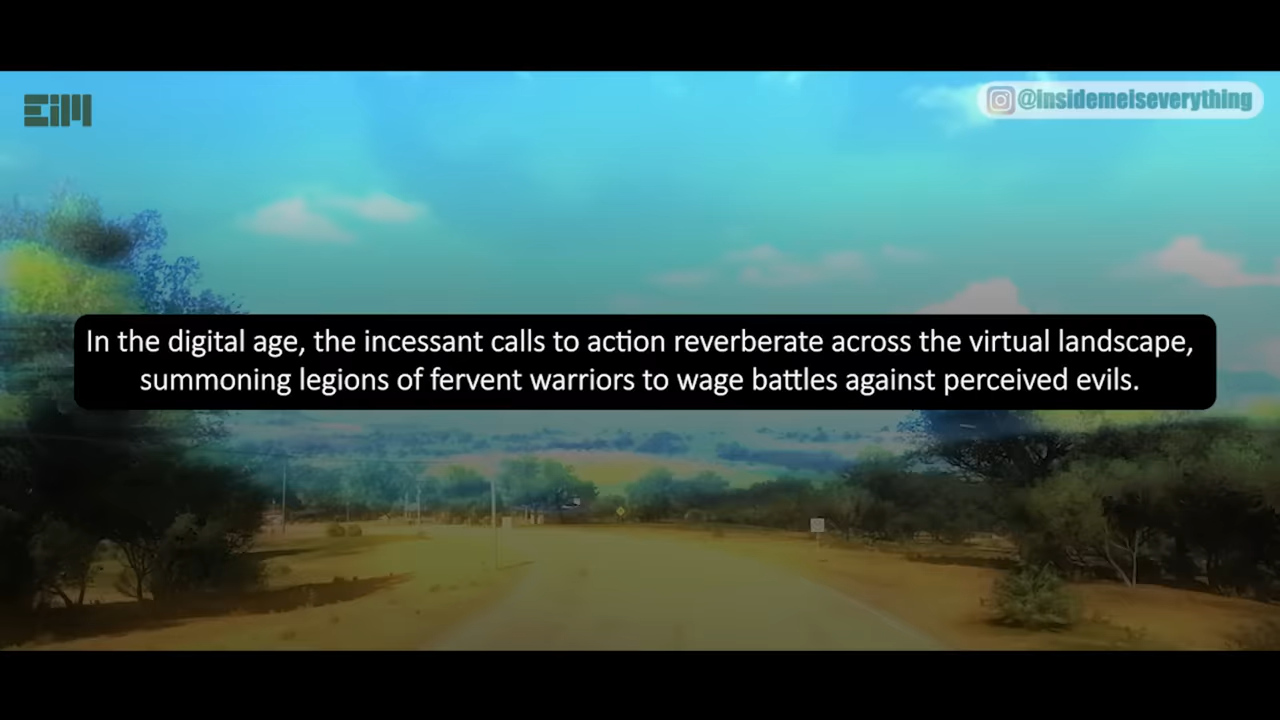 EiM
@insidemeiseverything
In the digital age, the incessant calls to action reverberate across the virtual landscape,
summoning legions of fervent warriors to wage battles against perceived evils.